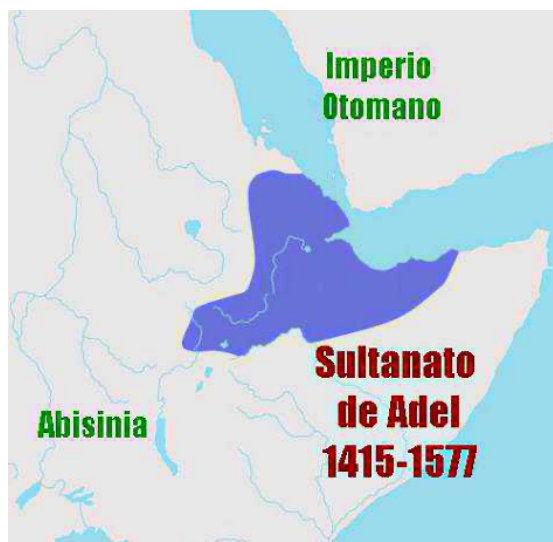 Imperio
Otomano
Sultanato
de Adel
1415-1577
Abisinia